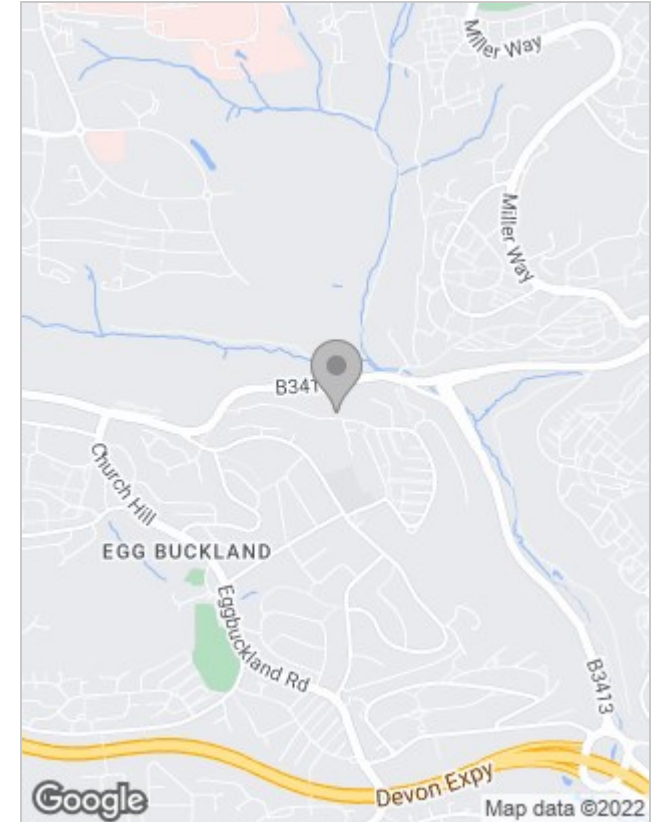 Miller Way
Miller Way
B341
Church Hill
EGG BUCKLAND
Eggbuckland Rd
B3413
Devon Expy
Google
Map data ©2022